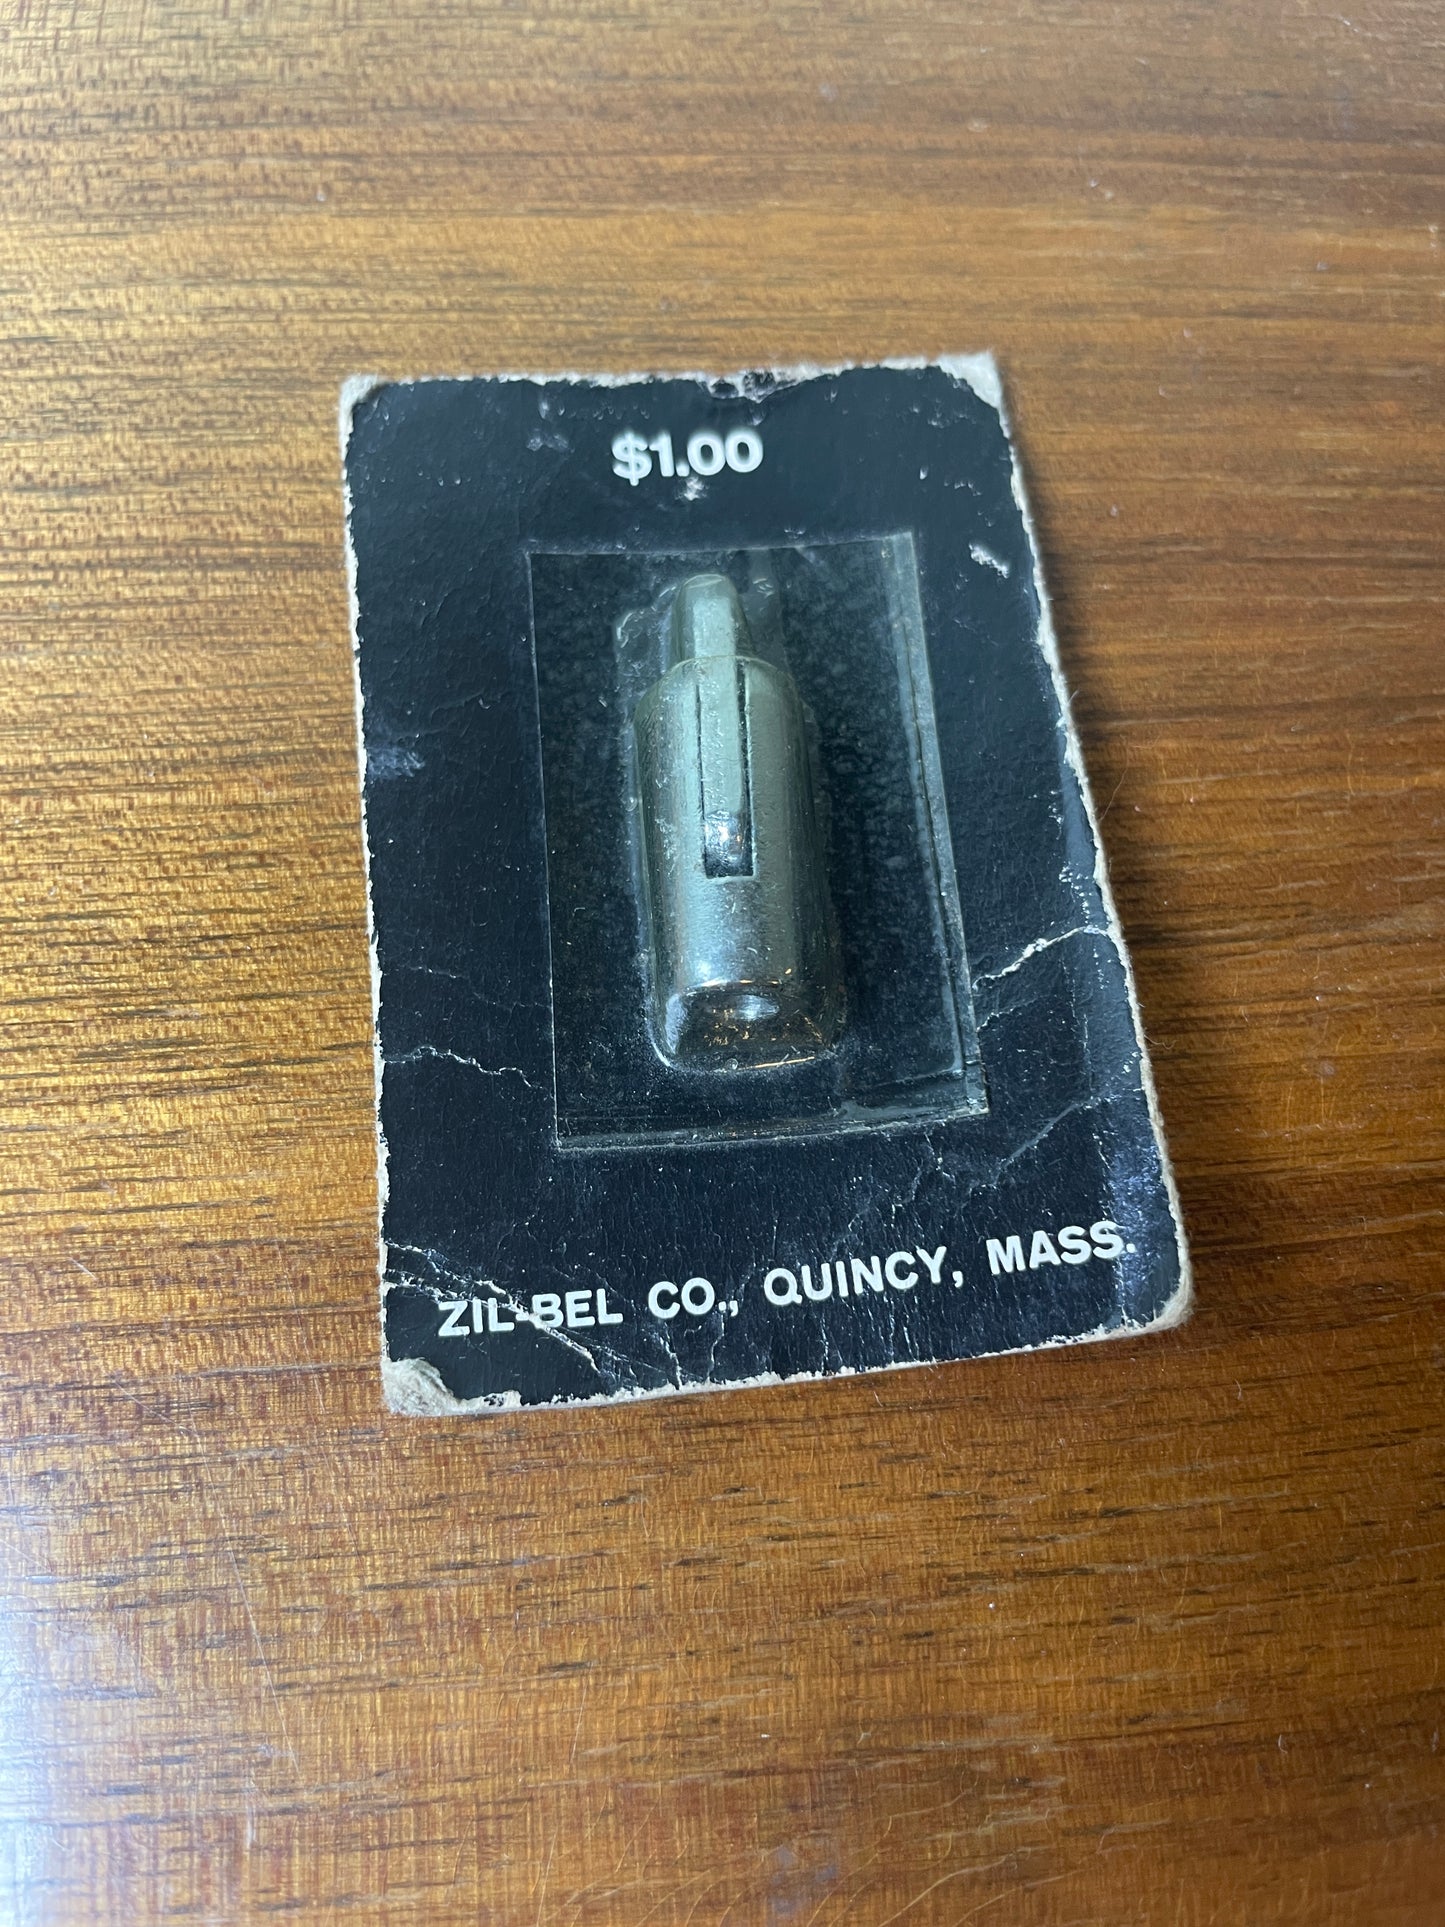 $1.00
ZIL-BEL CO., QUINCY, MASS.